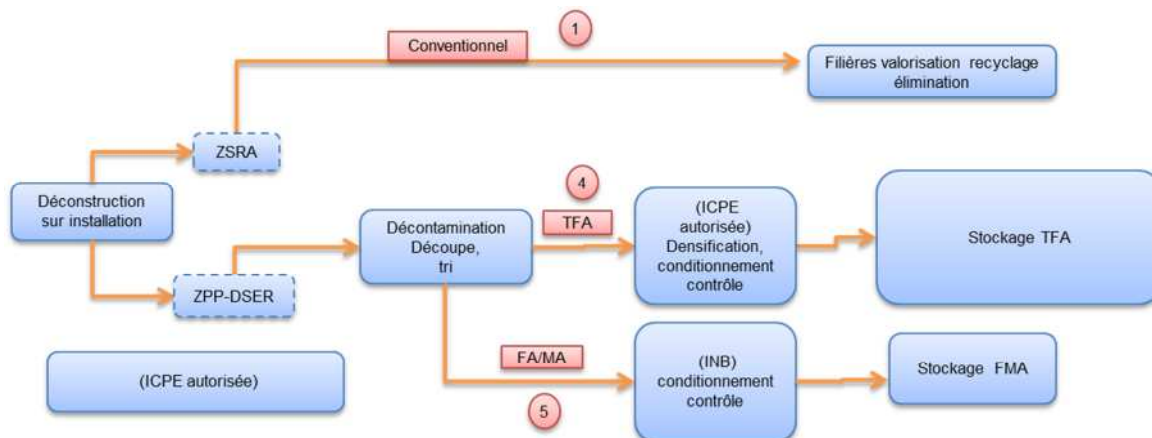 1
Conventionnel
Filières valorisation recyclage
élimination
ZSRA
Déconstruction
sur installation
4
TFA
Décontamination
Découpe,
tri
(ICPE
autorisée)
Densification,
conditionnement
contrôle
Stockage TFA
ZPP-DSER
FA/MA
5
(INB)
conditionnement
contrôle
Stockage FMA
(ICPE autorisée)